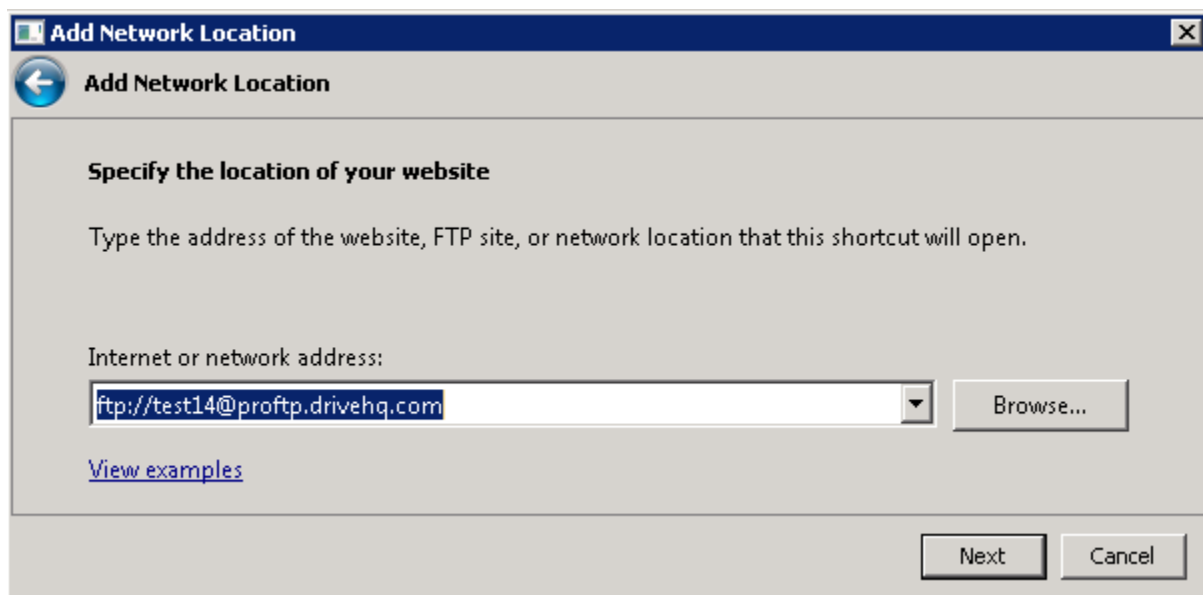 Add Network Location
Add Network Location
Specify the location of your website
Type the address of the website, FTP site, or network location that this shortcut will open.
Internet or network address:
ftp://test14@proftp.drivehq.com
Browse...
View examples
Next
Cancel